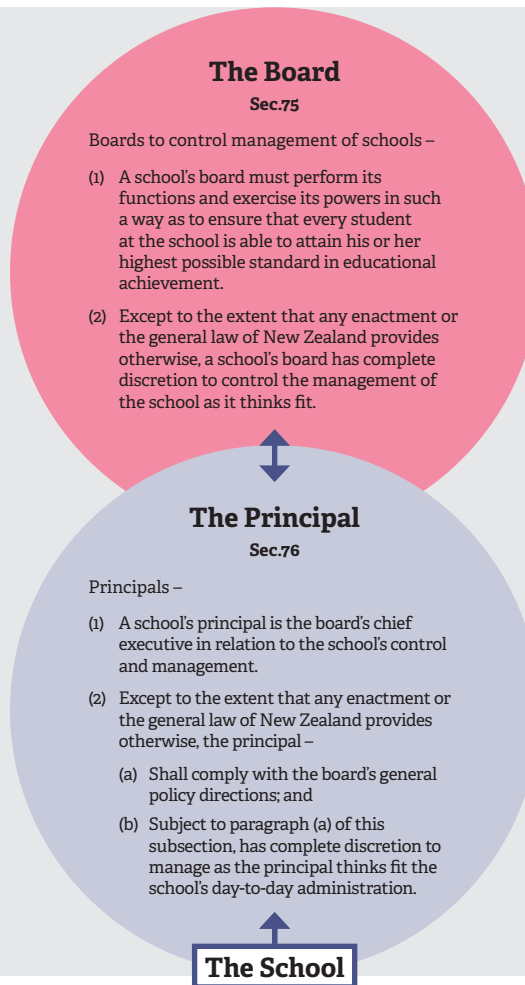 The Board
Sec.75
Boards to control management of schools –
(1) A school's board must perform its
functions and exercise its powers in such
a way as to ensure that every student
at the school is able to attain his or her
highest possible standard in educational
achievement.
(2) Except to the extent that any enactment or
the general law of New Zealand provides
otherwise, a school's board has complete
discretion to control the management of
the school as it thinks fit.
The Principal
Sec.76
Principals –
(1) A school's principal is the board's chief
executive in relation to the school's control
and management.
(2) Except to the extent that any enactment or
the general law of New Zealand provides
otherwise, the principal –
(a) Shall comply with the board's general
policy directions; and
(b) Subject to paragraph (a) of this
subsection, has complete discretion to
manage as the principal thinks fit the
school's day-to-day administration.
The School